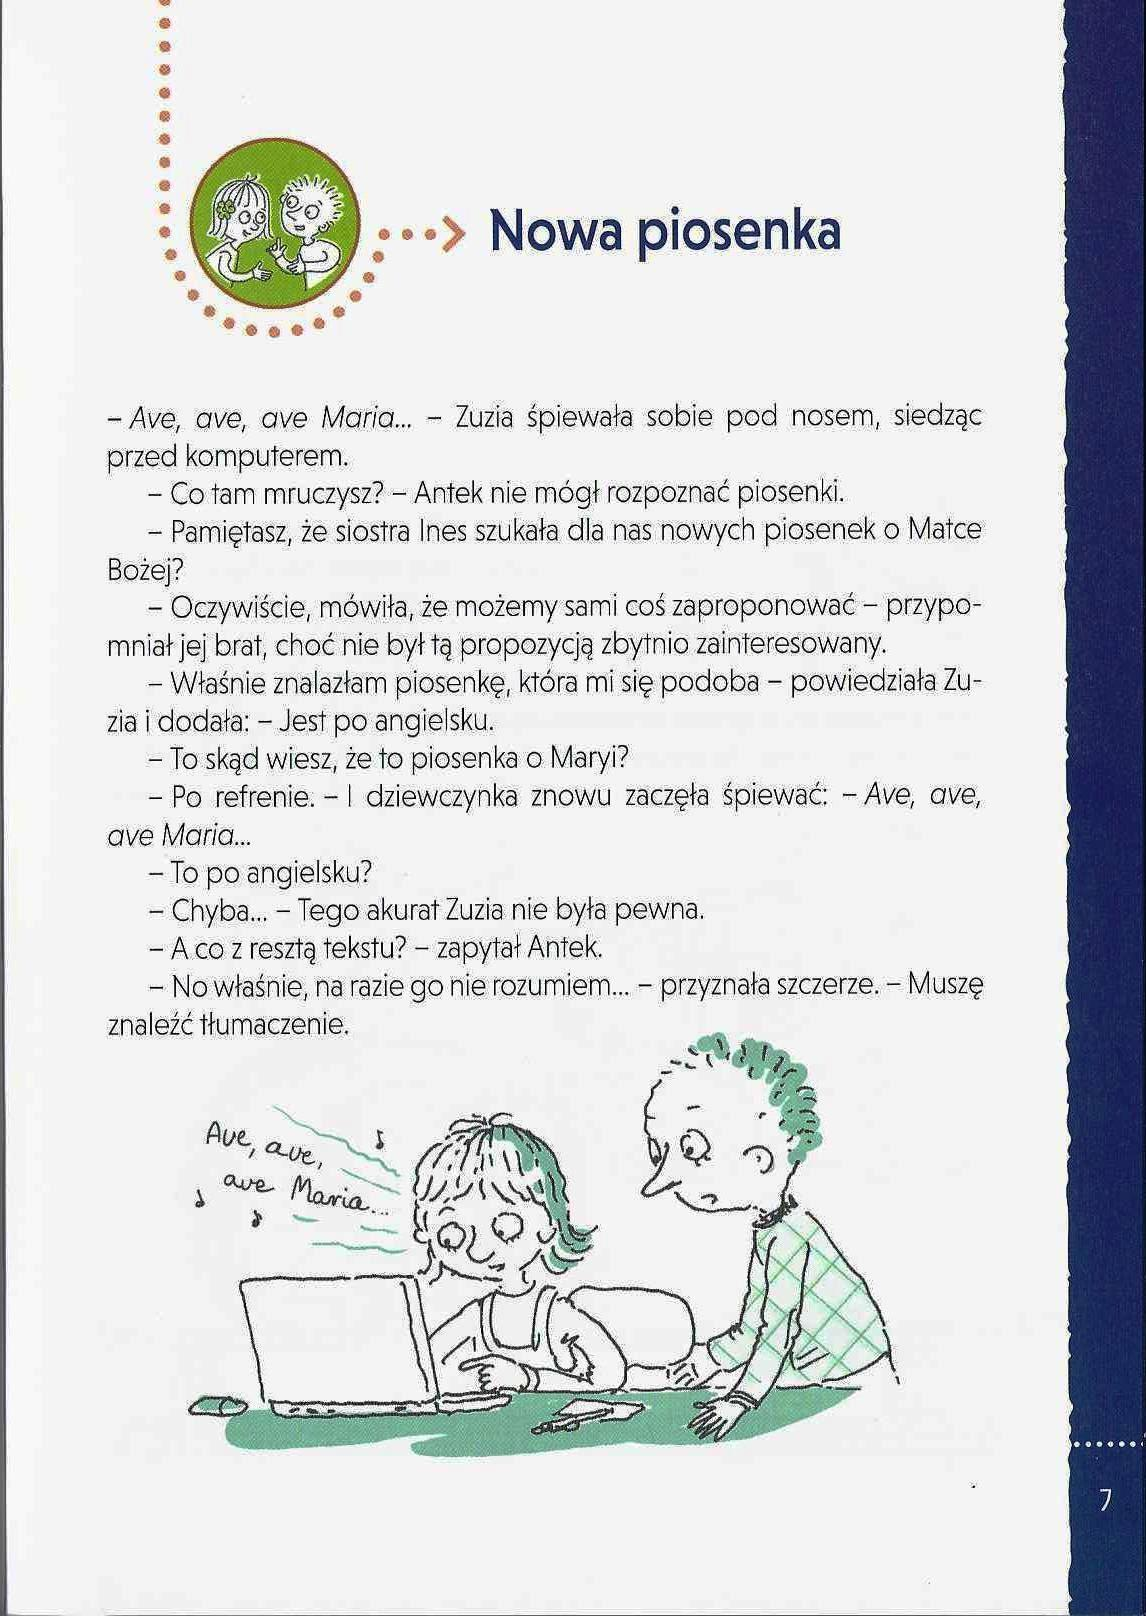 Nowa piosenka
– Ave, ave, ave Maria... – Zuzia śpiewała sobie pod nosem, siedząc
przed komputerem.
– Co tam mruczysz? – Antek nie mógł rozpoznać piosenki.
– Pamiętasz, że siostra Ines szukała dla nas nowych piosenek o Matce
Bożej?
– Oczywiście, mówiła, że możemy sami coś zaproponować – przypo-
mniał jej brat, choć nie był tą propozycją zbytnio zainteresowany.
– Właśnie znalazłam piosenkę, która mi się podoba – powiedziała Zu-
zia i dodała: – Jest po angielsku.
– To skąd wiesz, że to piosenka o Maryi?
– Po refrenie. – I dziewczynka znowu zaczęła śpiewać: – Ave, ave,
ave Maria...
– To po angielsku?
– Chyba... – Tego akurat Zuzia nie była pewna.
– A co z resztą tekstu? – zapytał Antek.
– No właśnie, na razie go nie rozumiem... – przyznała szczerze. – Muszę
znaleźć tłumaczenie.
Ave, ave,
ave Maria...
7